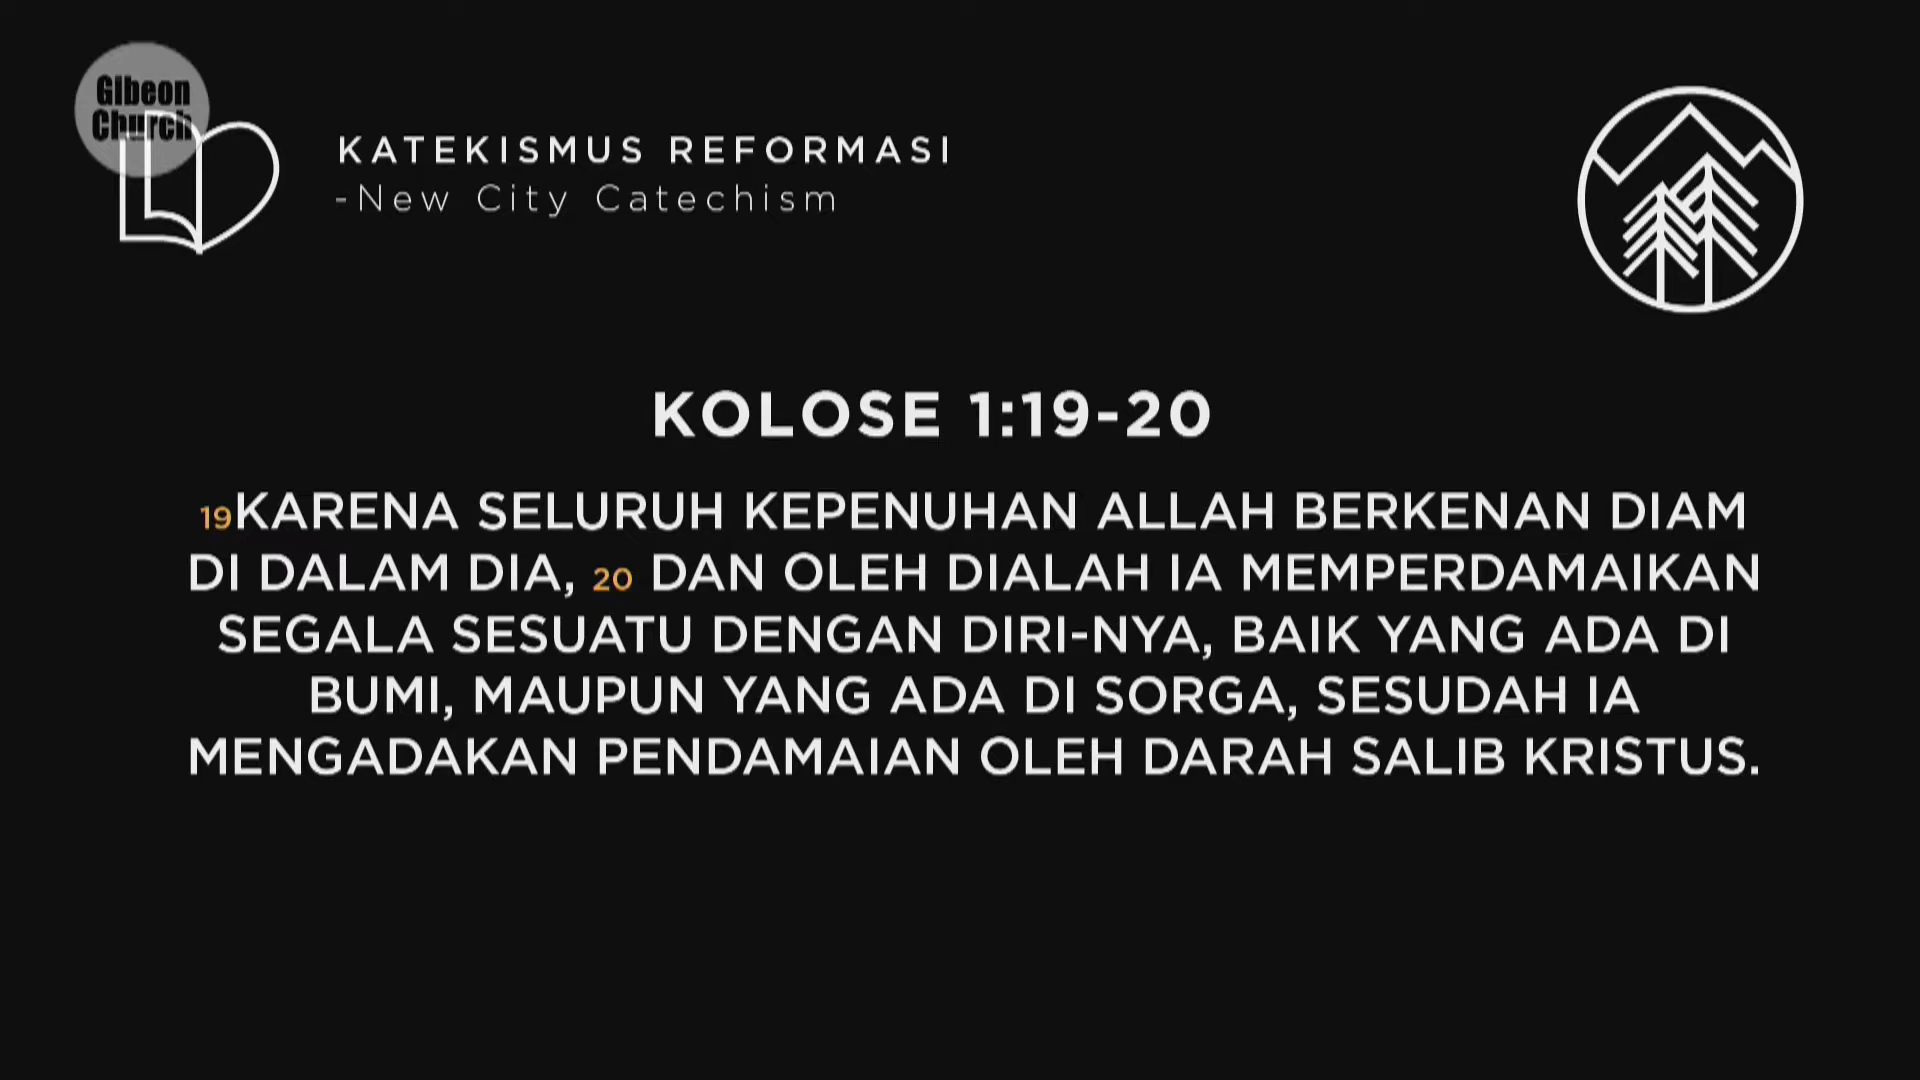 Gibeon
Church
KATEKISMUS REFORMASI
-New City Catechism
KOLOSE 1:19-20
19KARENA SELURUH KEPENUHAN ALLAH BERKENAN DIAM
DI DALAM DIA, 20 DAN OLEH DIALAH IA MEMPERDAMAIKAN
SEGALA SESUATU DENGAN DIRI-NYA, BAIK YANG ADA DI
BUMI, MAUPUN YANG ADA DI SORGA, SESUDAH IA
MENGADAKAN PENDAMAIAN OLEH DARAH SALIB KRISTUS.